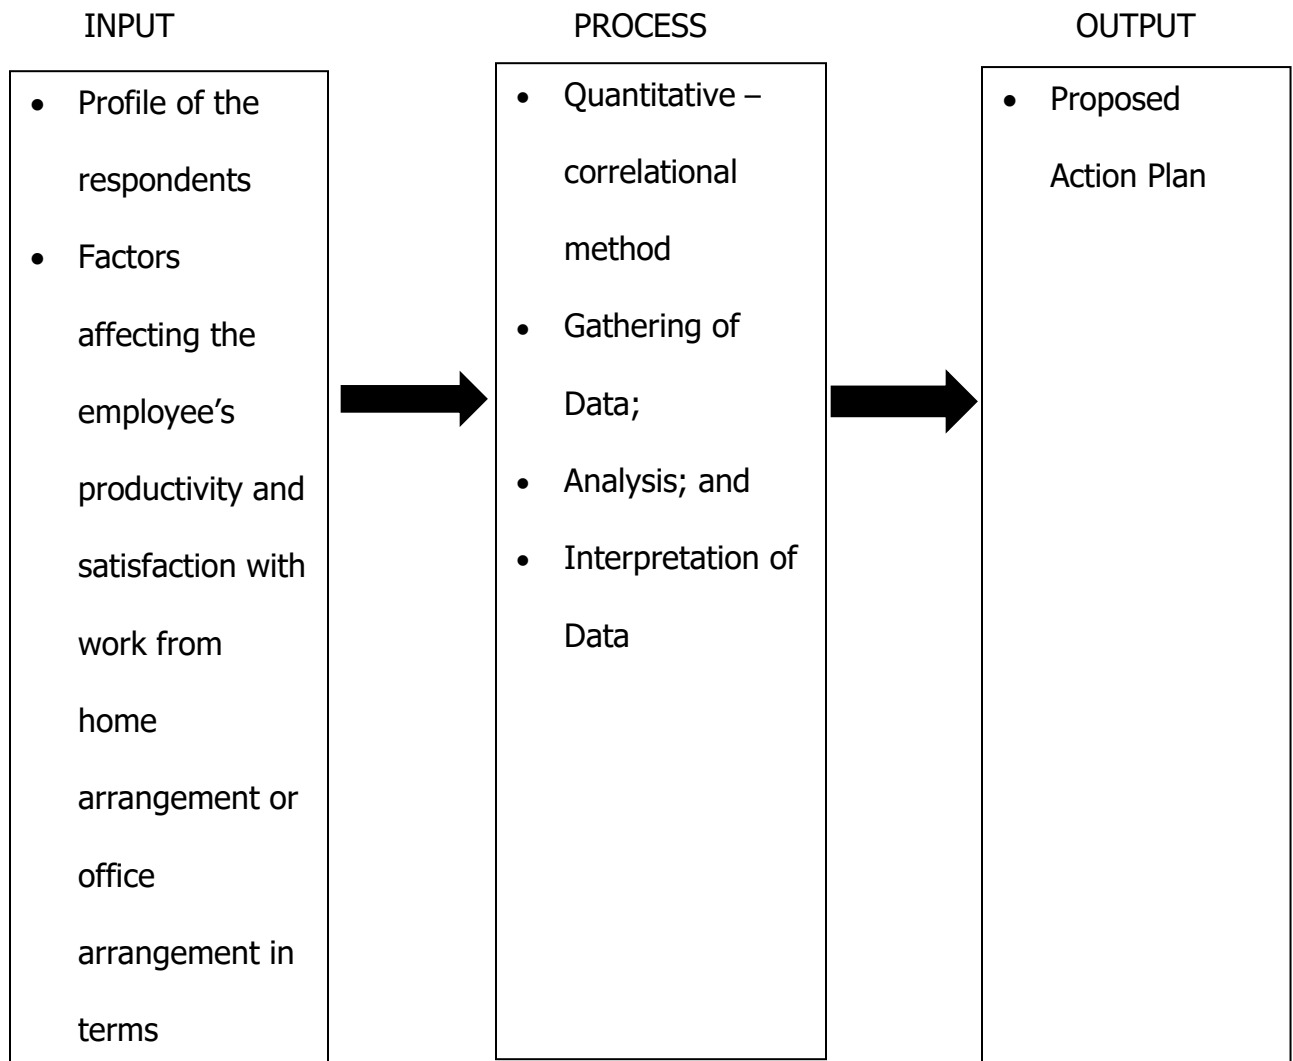 INPUT
PROCESS
OUTPUT
• Profile of the
respondents
• Factors
affecting the
employee’s
productivity and
satisfaction with
work from
home
arrangement or
office
arrangement in
terms
• Quantitative –
correlational
method
• Gathering of
Data;
• Analysis; and
• Interpretation of
Data
• Proposed
Action Plan